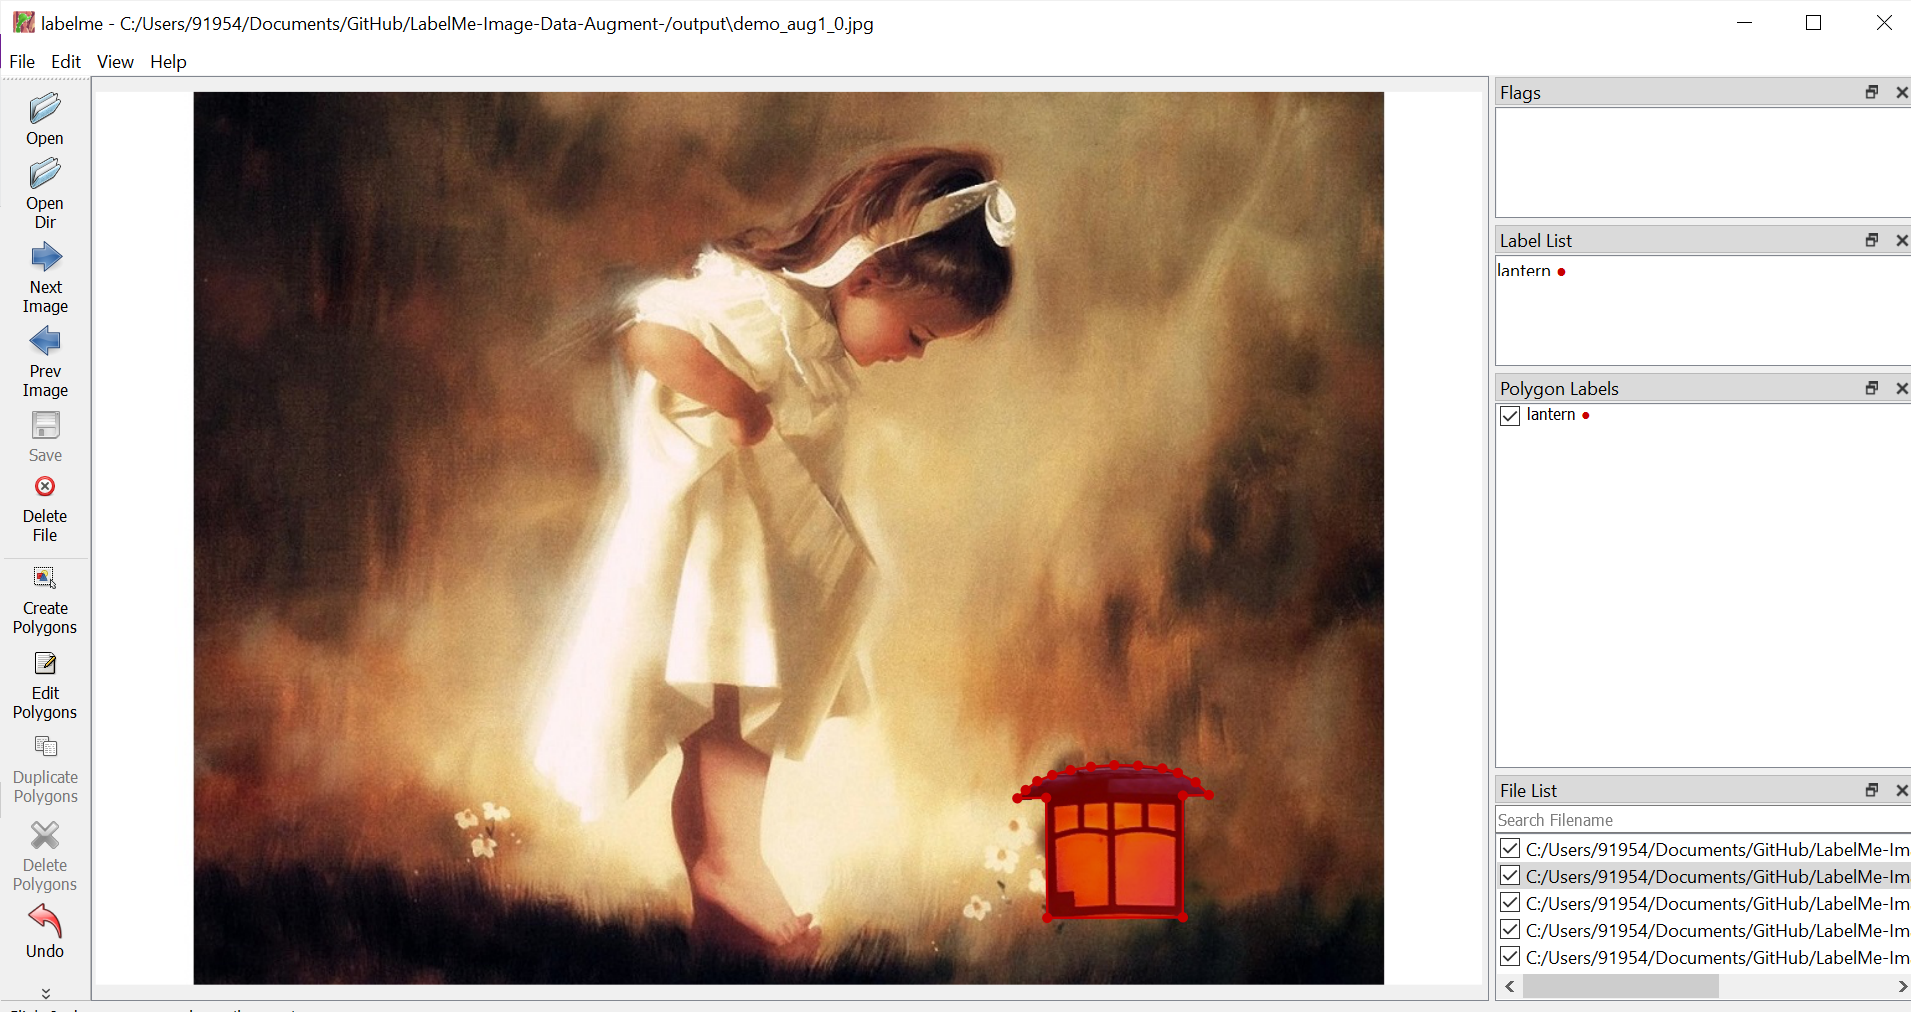 labelme - C:/Users/91954/Documents/GitHub/LabelMe-Image-Data-Augment-/output\demo_aug1_0.jpg
File Edit View Help
Open
Open
Dir
Next
Image
Prev
Image
Save
Delete
File
Create
Polygons
Edit
Polygons
Duplicate
Polygons
Delete
Polygons
Undo
Flags
Label List
lantern
Polygon Labels
lantern
File List
Search Filename
C:/Users/91954/Documents/GitHub/LabelMe-Im
C:/Users/91954/Documents/GitHub/LabelMe-Im
C:/Users/91954/Documents/GitHub/LabelMe-Im
C:/Users/91954/Documents/GitHub/LabelMe-Im
C:/Users/91954/Documents/GitHub/LabelMe-Im